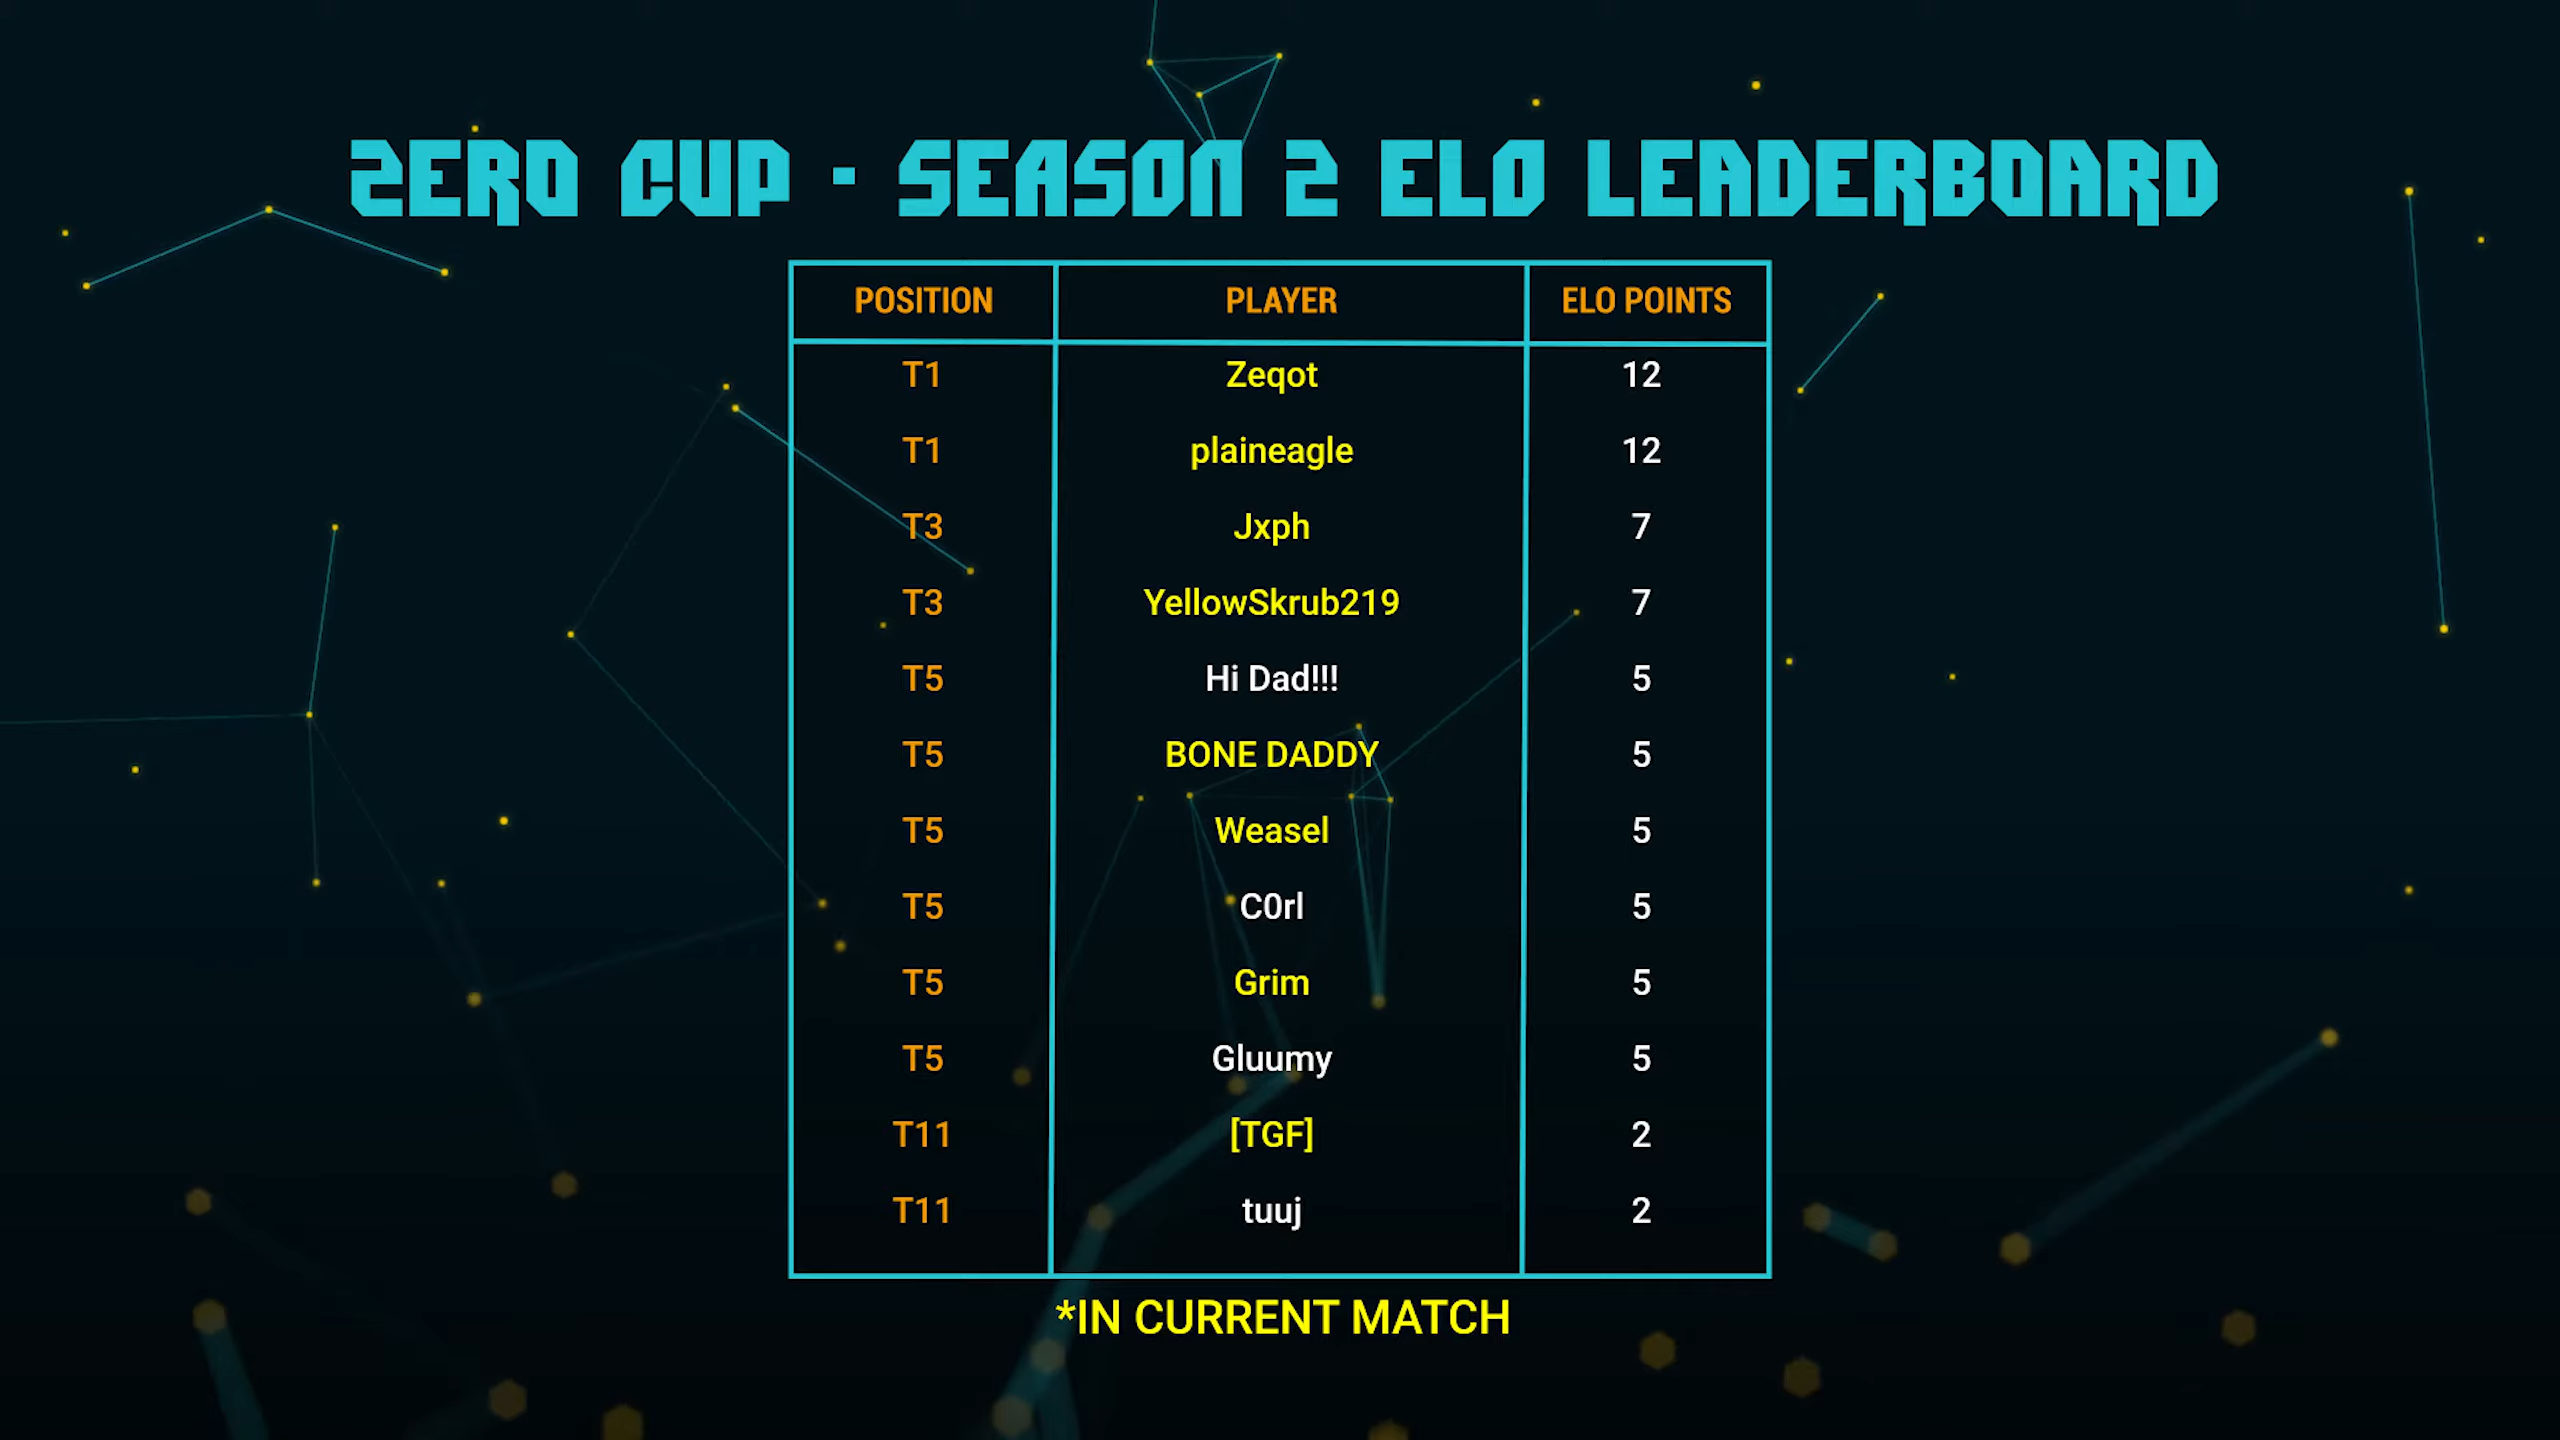 ZERO CUP - SEASON 2 ELO LEADERBOARD
POSITION PLAYER ELO POINTS
T1 Zeqot 12
T1 plaineagle 12
T3 Jxph 7
T3 YellowSkrub219 7
T5 Hi Dad!!! 5
T5 BONE DADDY 5
T5 Weasel 5
T5 C0rl 5
T5 Grim 5
T5 Gluumy 5
T11 [TGF] 2
T11 tuuj 2
*IN CURRENT MATCH